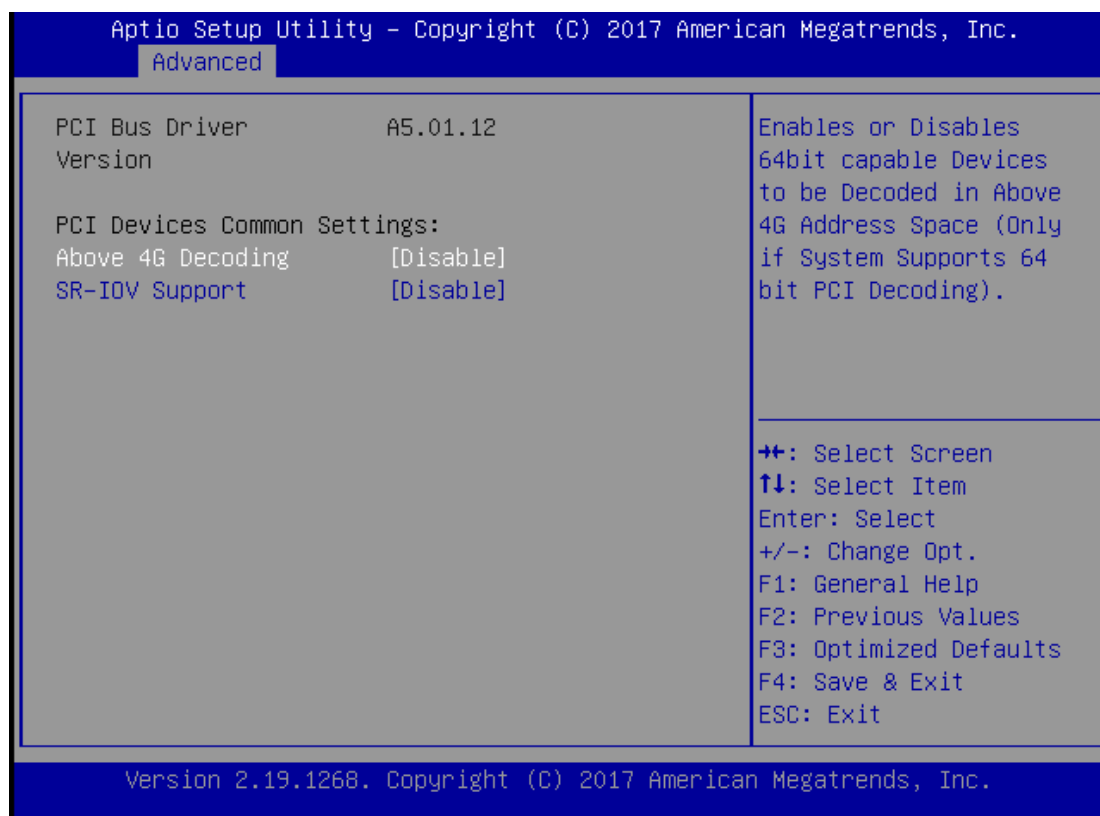 Aptio Setup Utility – Copyright (C) 2017 American Megatrends, Inc.
Advanced
PCI Bus Driver A5.01.12
Version
PCI Devices Common Settings:
Above 4G Decoding [Disable]
SR-IOV Support [Disable]
Enables or Disables
64bit capable Devices
to be Decoded in Above
4G Address Space (Only
if System Supports 64
bit PCI Decoding).
→←: Select Screen
↑↓: Select Item
Enter: Select
+/-: Change Opt.
F1: General Help
F2: Previous Values
F3: Optimized Defaults
F4: Save & Exit
ESC: Exit
Version 2.19.1268. Copyright (C) 2017 American Megatrends, Inc.